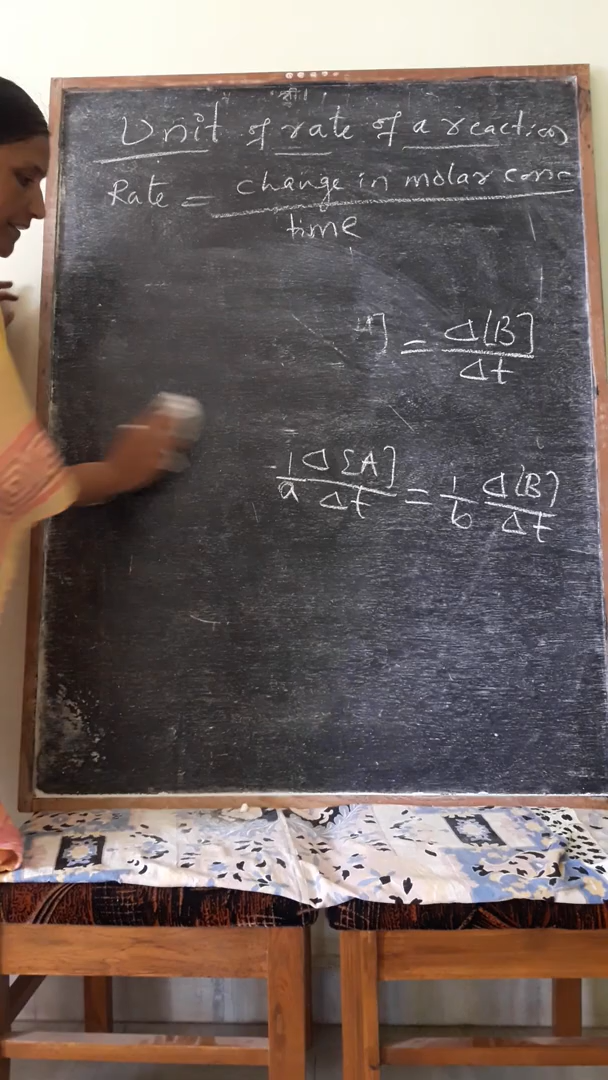 श्री
Unit of rate of a reaction
Rate = change in molar conc
time
] = Δ[B]
Δt
-1/a Δ[A]/Δt = 1/b Δ[B]/Δt